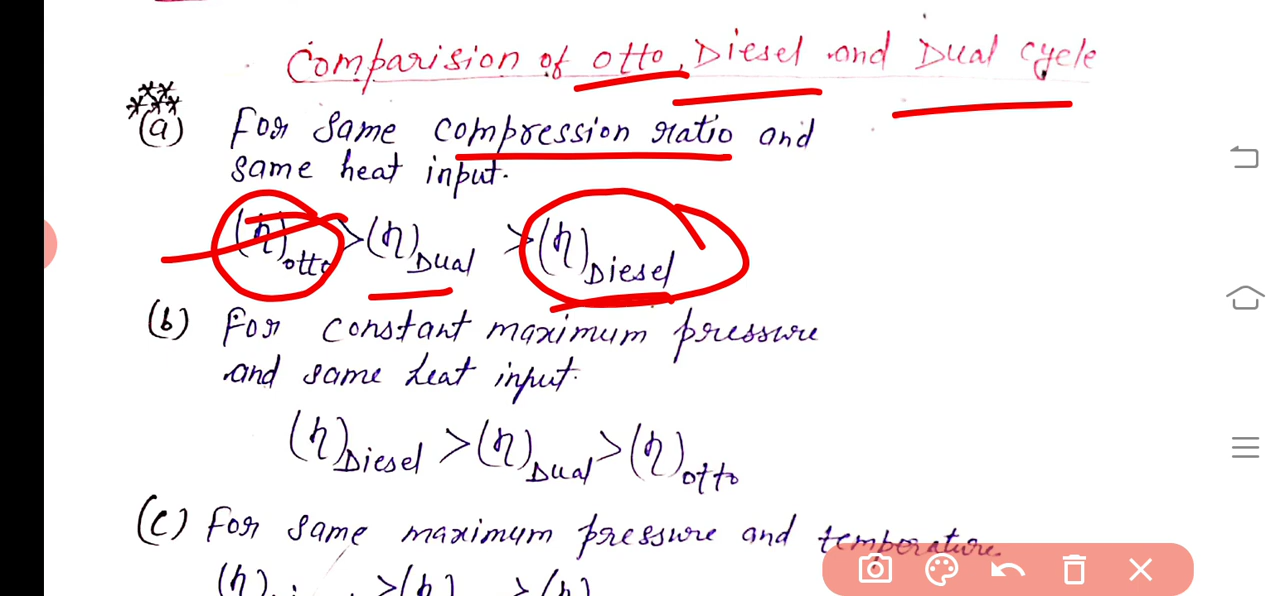 Comparision of otto, Diesel and Dual cycle
(a) For same compression ratio and
same heat input.
(η)otto > (η)Dual > (η)Diesel
(b) For constant maximum pressure
and same heat input.
(η)Diesel > (η)Dual > (η)otto
(c) For same maximum pressure and temperature.